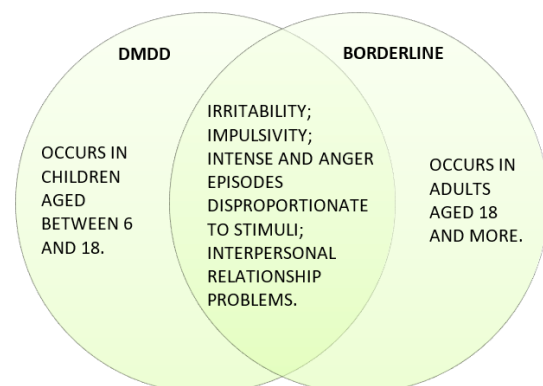 DMDD
BORDERLINE
OCCURS IN
CHILDREN
AGED
BETWEEN 6
AND 18.
IRRITABILITY;
IMPULSIVITY;
INTENSE AND ANGER
EPISODES
DISPROPORTIONATE
TO STIMULI;
INTERPERSONAL
RELATIONSHIP
PROBLEMS.
OCCURS IN
ADULTS
AGED 18
AND MORE.